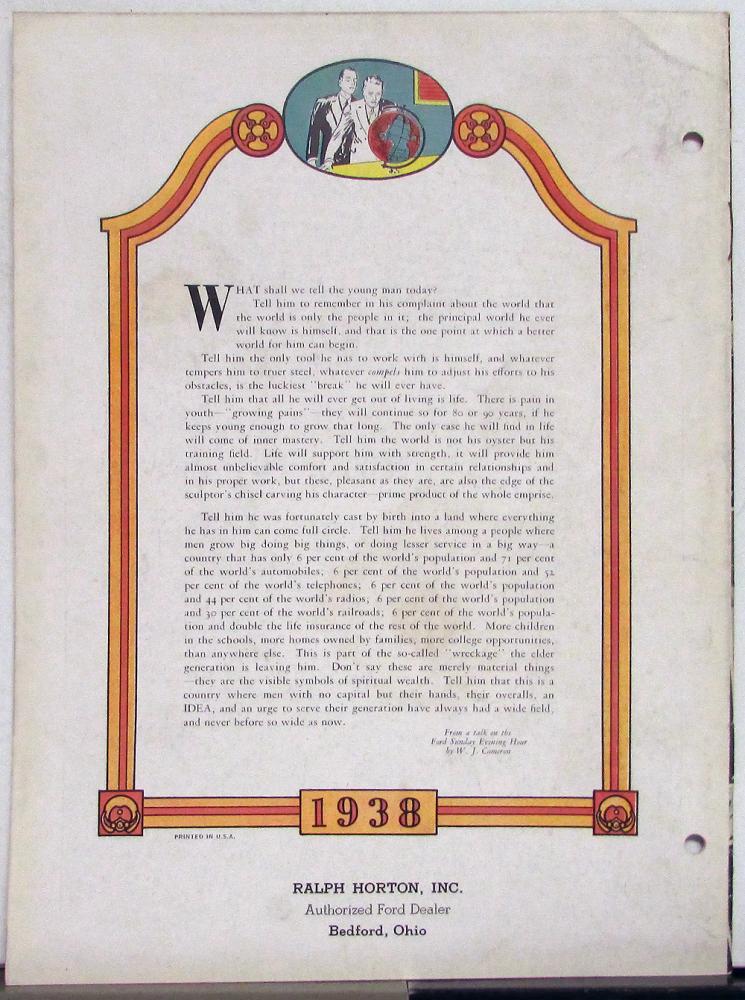 WHAT shall we tell the young man today?
Tell him to remember in his complaint about the world that
the world is only the people in it; the principal world he ever
will know is himself, and that is the one point at which a better
world for him can begin.
Tell him the only tool he has to work with is himself, and whatever
tempers him to truer steel, whatever compels him to adjust his efforts to his
obstacles, is the luckiest "break" he will ever have.
Tell him that all he will ever get out of living is life. There is pain in
youth—"growing pains"—they will continue so for 80 or 90 years, if he
keeps young enough to grow that long. The only ease he will find in life
will come of inner mastery. Tell him the world is not his oyster but his
training field. Life will support him with strength, it will provide him
almost unbelievable comfort and satisfaction in certain relationships and
in his proper work, but these, pleasant as they are, are also the edge of the
sculptor's chisel carving his character—prime product of the whole emprise.
Tell him he was fortunately cast by birth into a land where everything
he has in him can come full circle. Tell him he lives among a people where
men grow big doing big things, or doing lesser service in a big way—a
country that has only 6 per cent of the world's population and 71 per cent
of the world's automobiles; 6 per cent of the world's population and 52
per cent of the world's telephones; 6 per cent of the world's population
and 44 per cent of the world's radios; 6 per cent of the world's population
and 30 per cent of the world's railroads; 6 per cent of the world's popula-
tion and double the life insurance of the rest of the world. More children
in the schools, more homes owned by families, more college opportunities,
than anywhere else. This is part of the so-called "wreckage" the elder
generation is leaving him. Don't say these are merely material things
—they are the visible symbols of spiritual wealth. Tell him that this is a
country where men with no capital but their hands, their overalls, an
IDEA, and an urge to serve their generation have always had a wide field,
and never before so wide as now.
From a talk on the
Ford Sunday Evening Hour
by W. J. Cameron
1938
PRINTED IN U.S.A.
RALPH HORTON, INC.
Authorized Ford Dealer
Bedford, Ohio